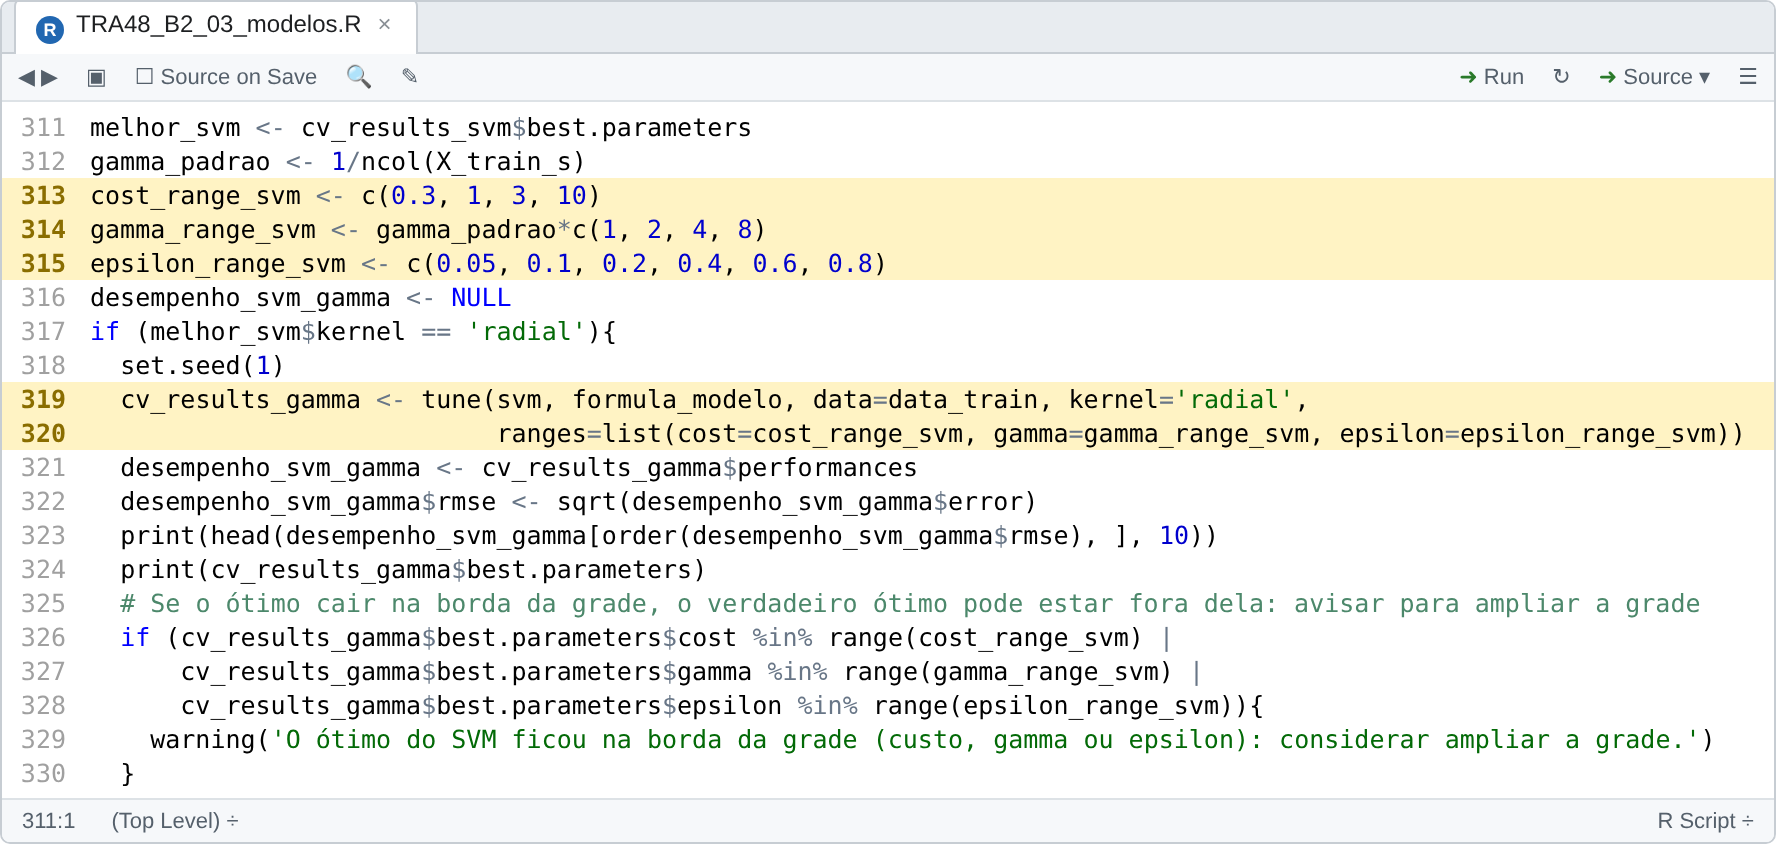 R TRA48_B2_03_modelos.R ×
◀ ▶ ▣ ☐ Source on Save 🔍 ✎ ➜ Run ↻ ➜ Source ▾ ☰
311 melhor_svm <- cv_results_svm$best.parameters
312 gamma_padrao <- 1/ncol(X_train_s)
313 cost_range_svm <- c(0.3, 1, 3, 10)
314 gamma_range_svm <- gamma_padrao*c(1, 2, 4, 8)
315 epsilon_range_svm <- c(0.05, 0.1, 0.2, 0.4, 0.6, 0.8)
316 desempenho_svm_gamma <- NULL
317 if (melhor_svm$kernel == 'radial'){
318   set.seed(1)
319   cv_results_gamma <- tune(svm, formula_modelo, data=data_train, kernel='radial',
320                            ranges=list(cost=cost_range_svm, gamma=gamma_range_svm, epsilon=epsilon_range_svm))
321   desempenho_svm_gamma <- cv_results_gamma$performances
322   desempenho_svm_gamma$rmse <- sqrt(desempenho_svm_gamma$error)
323   print(head(desempenho_svm_gamma[order(desempenho_svm_gamma$rmse), ], 10))
324   print(cv_results_gamma$best.parameters)
325   # Se o ótimo cair na borda da grade, o verdadeiro ótimo pode estar fora dela: avisar para ampliar a grade
326   if (cv_results_gamma$best.parameters$cost %in% range(cost_range_svm) |
327       cv_results_gamma$best.parameters$gamma %in% range(gamma_range_svm) |
328       cv_results_gamma$best.parameters$epsilon %in% range(epsilon_range_svm)){
329     warning('O ótimo do SVM ficou na borda da grade (custo, gamma ou epsilon): considerar ampliar a grade.')
330   }
311:1 (Top Level) ÷ R Script ÷